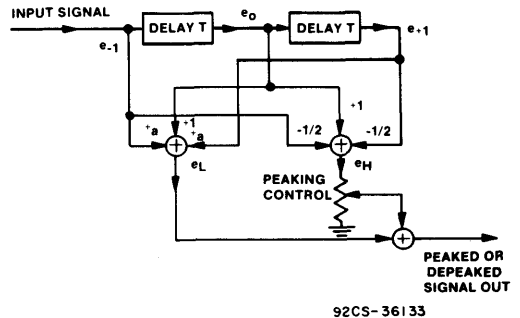 INPUT SIGNAL
DELAY T
e₀
DELAY T
e₊₁
e₋₁
+1
+a
+1
+a
-1/2
-1/2
eL
eH
PEAKING
CONTROL
PEAKED OR
DEPEAKED
SIGNAL OUT
92CS-36133